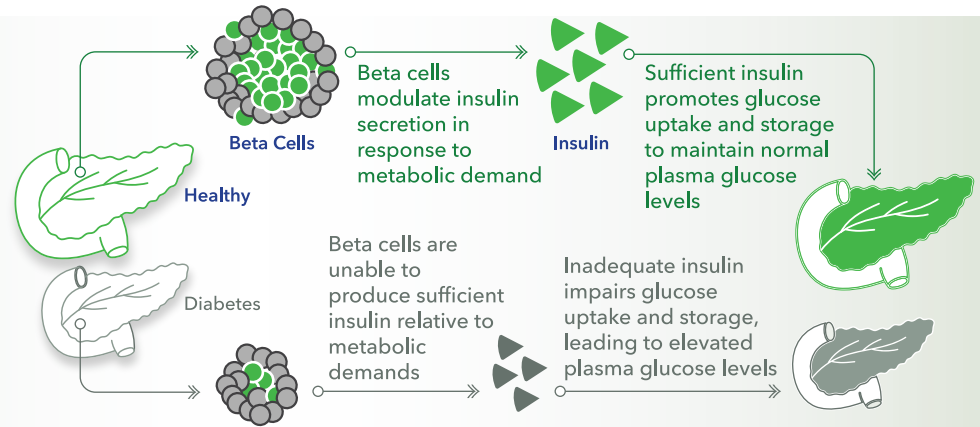 Healthy
Beta Cells
Beta cells
modulate insulin
secretion in
response to
metabolic demand
Insulin
Sufficient insulin
promotes glucose
uptake and storage
to maintain normal
plasma glucose
levels
Diabetes
Beta cells are
unable to
produce sufficient
insulin relative to
metabolic
demands
Inadequate insulin
impairs glucose
uptake and storage,
leading to elevated
plasma glucose levels